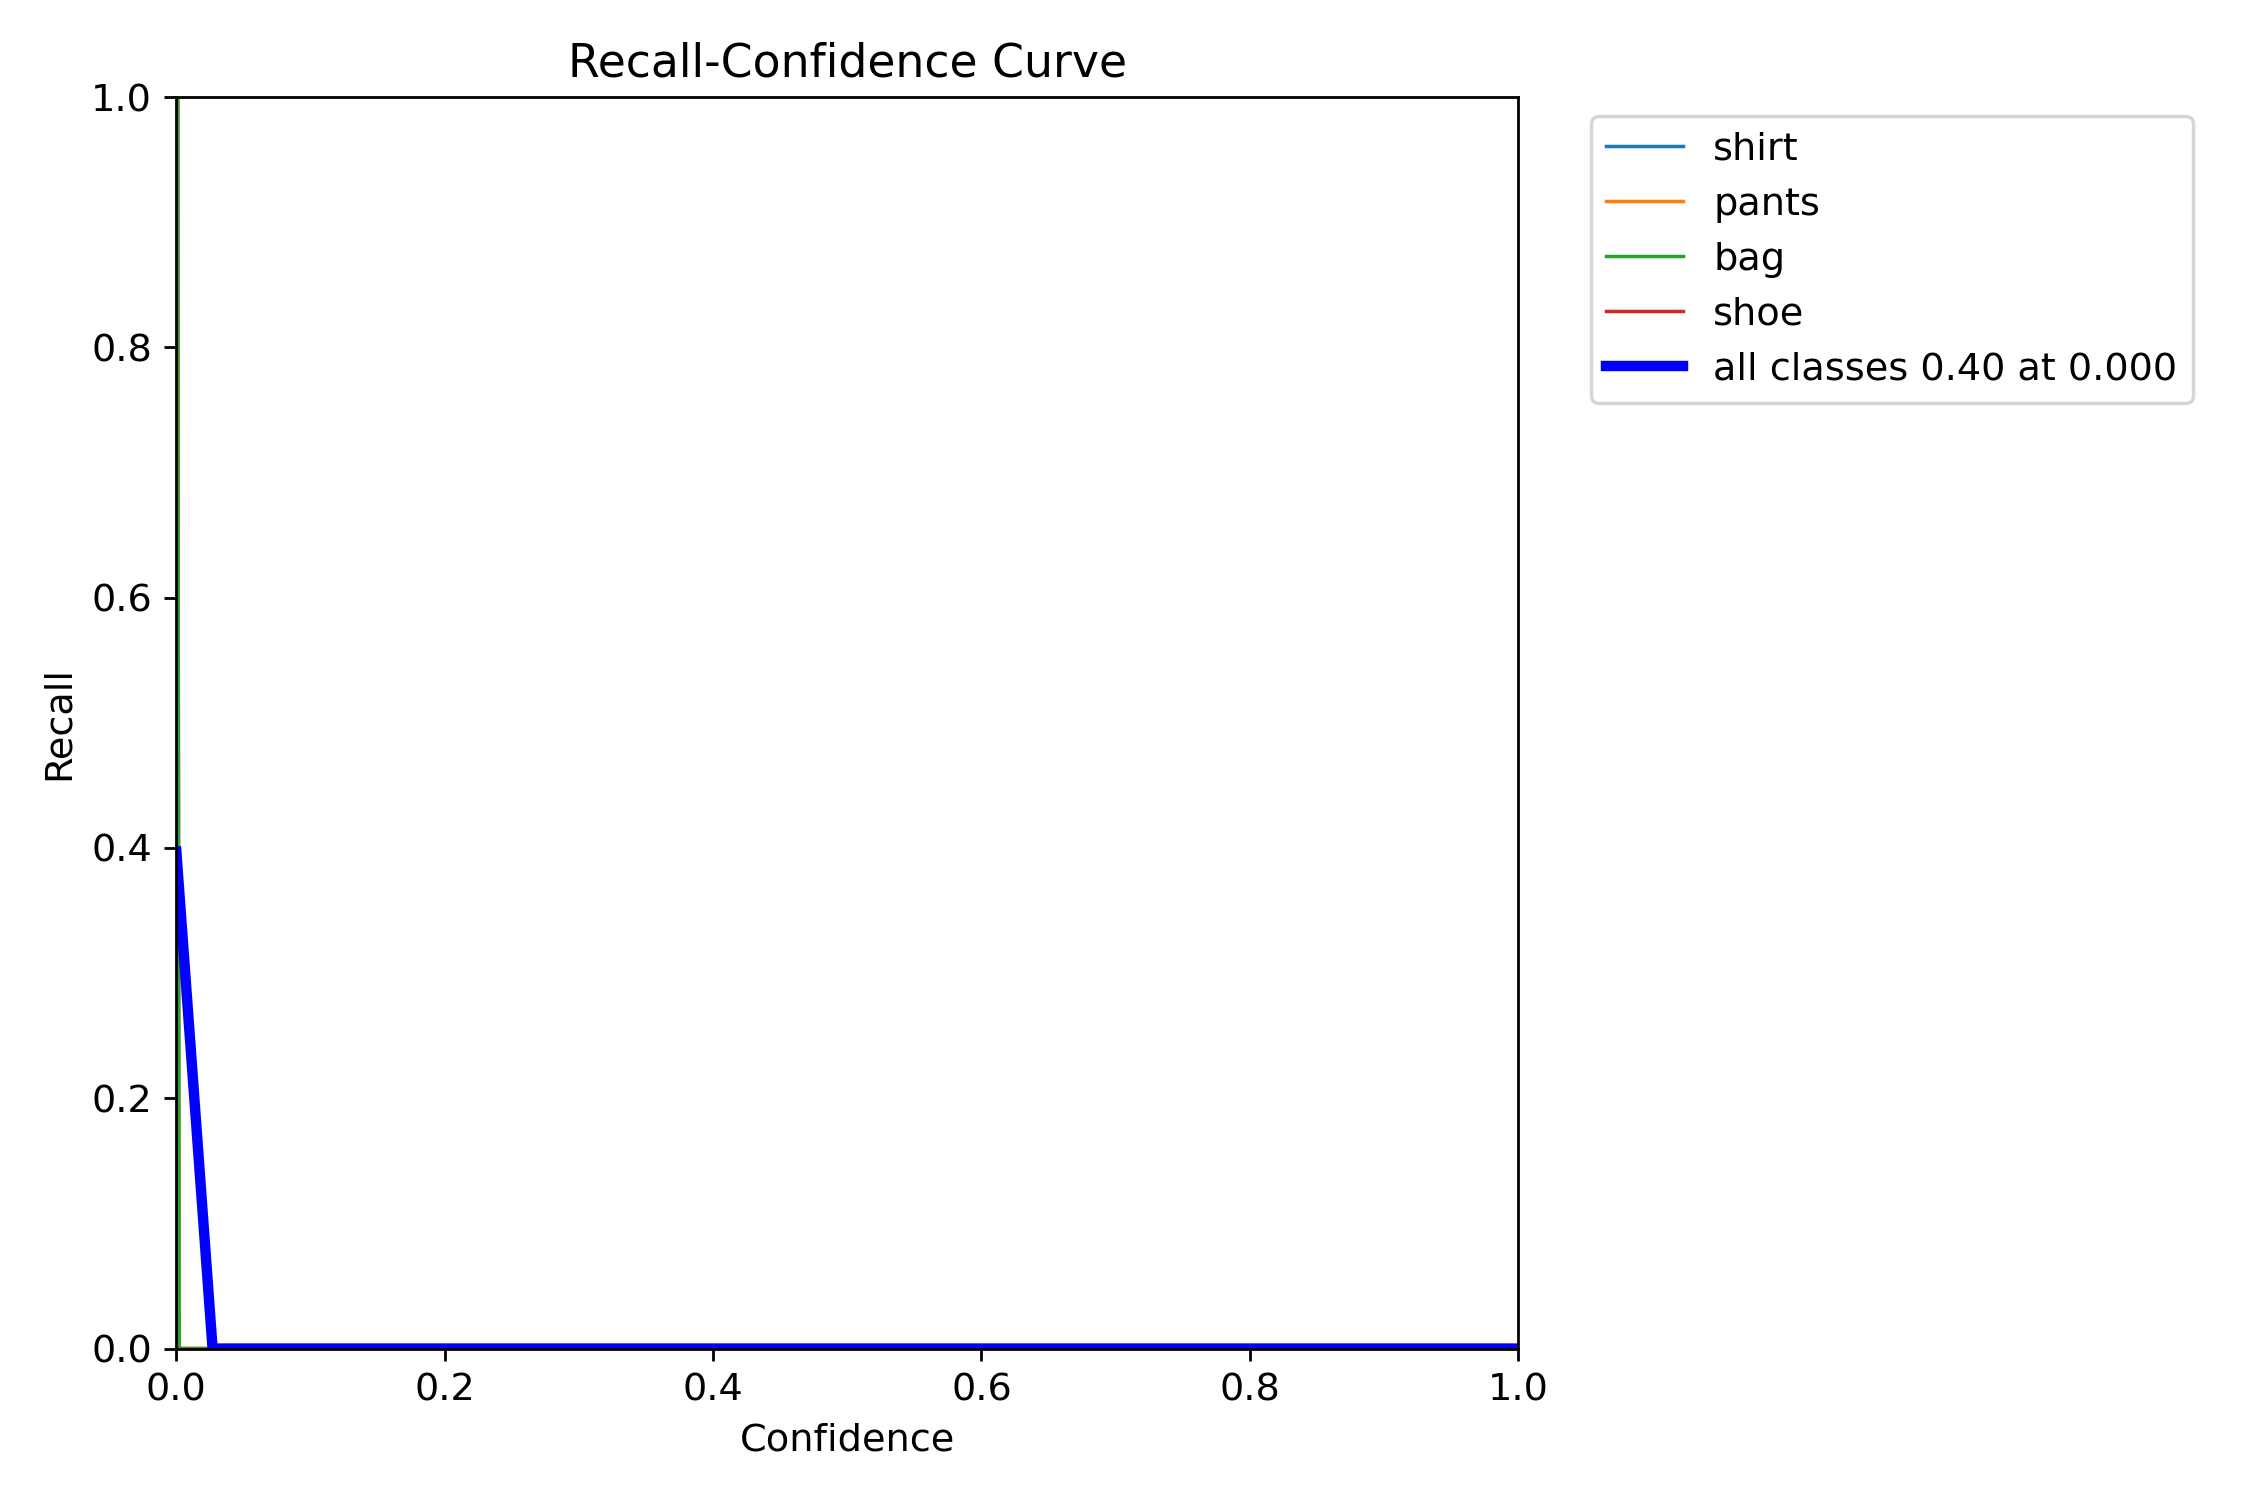 Recall-Confidence Curve
1.0
0.8
0.6
0.4
0.2
0.0
Recall
0.0 0.2 0.4 0.6 0.8 1.0
Confidence
shirt
pants
bag
shoe
all classes 0.40 at 0.000